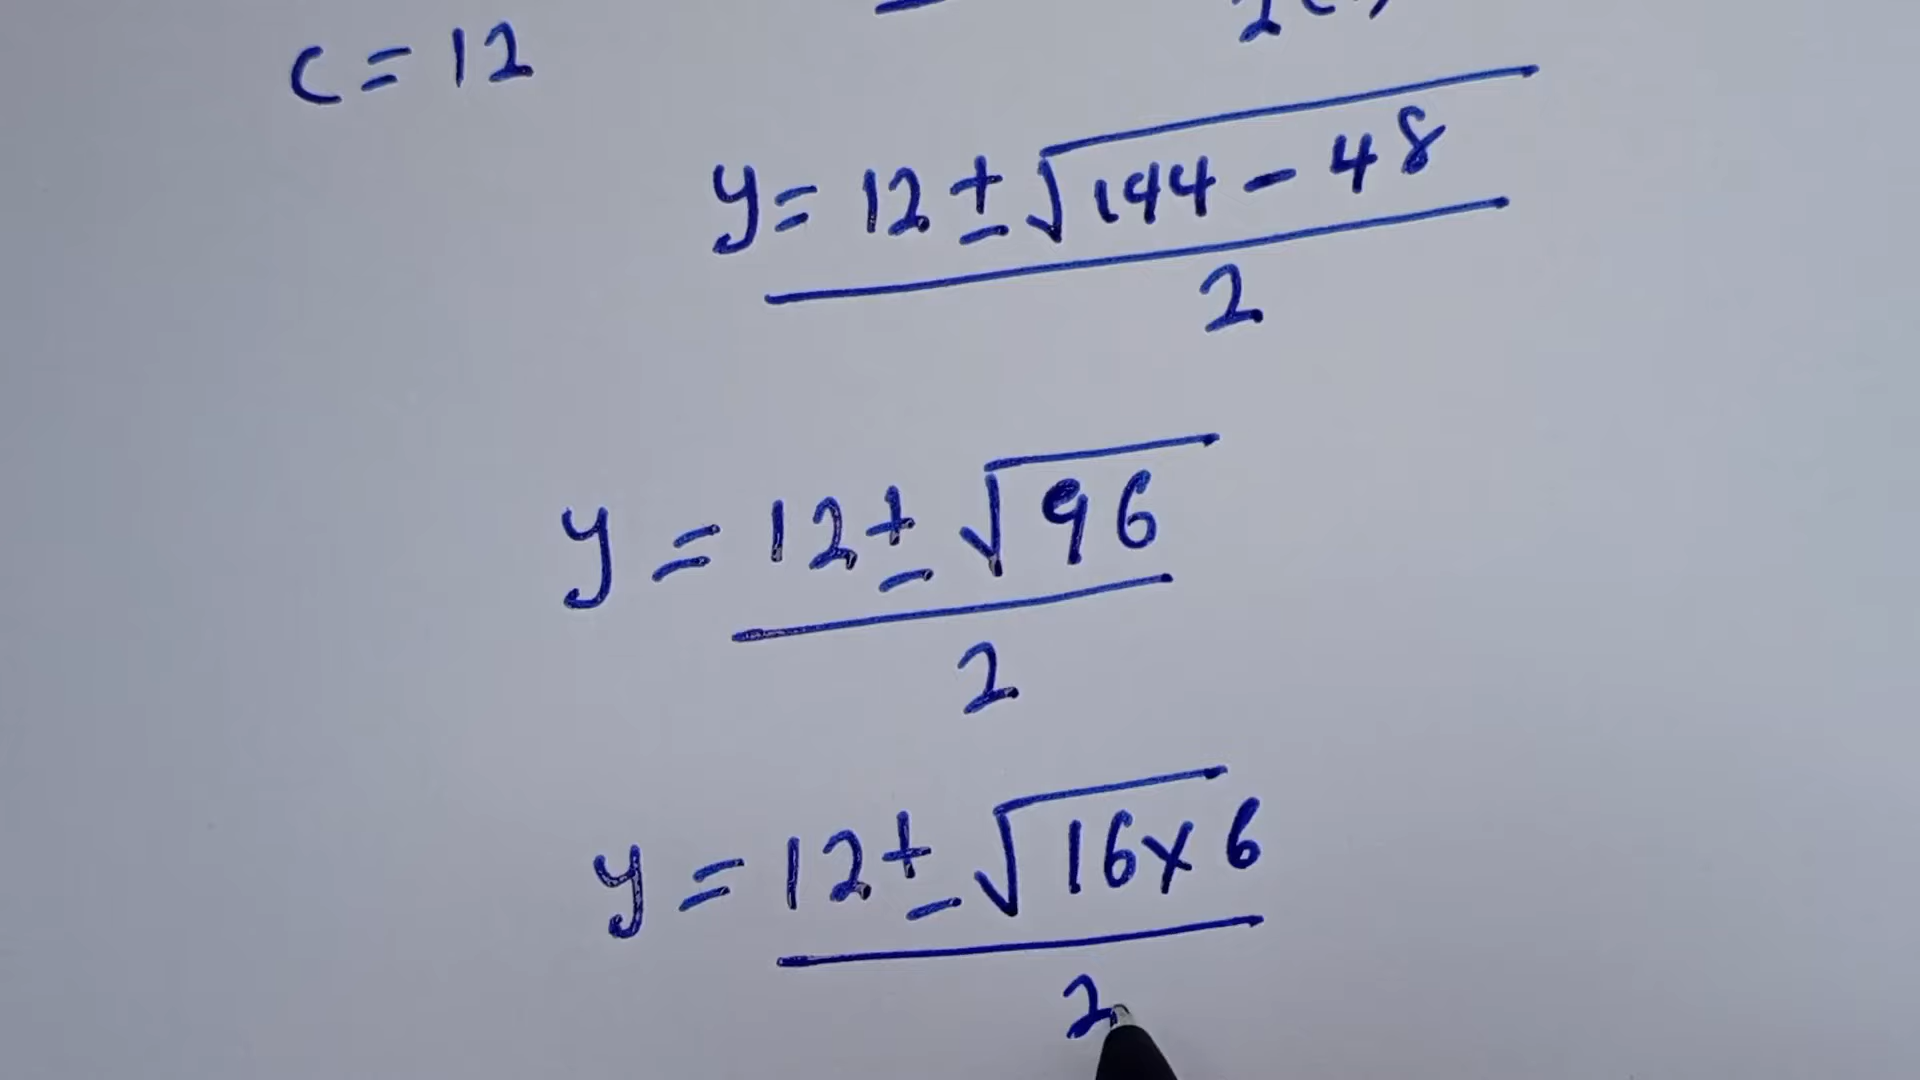 c = 12
y = 12 ± √144 - 48
2
y = 12 ± √96
2
y = 12 ± √16 x 6
2